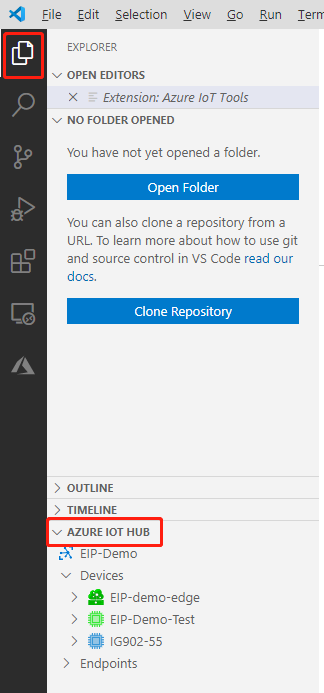 File Edit Selection View Go Run Termin
EXPLORER
OPEN EDITORS
Extension: Azure IoT Tools
NO FOLDER OPENED
You have not yet opened a folder.
Open Folder
You can also clone a repository from a
URL. To learn more about how to use git
and source control in VS Code read our
docs.
Clone Repository
OUTLINE
TIMELINE
AZURE IOT HUB
EIP-Demo
Devices
EIP-demo-edge
EIP-Demo-Test
IG902-55
Endpoints